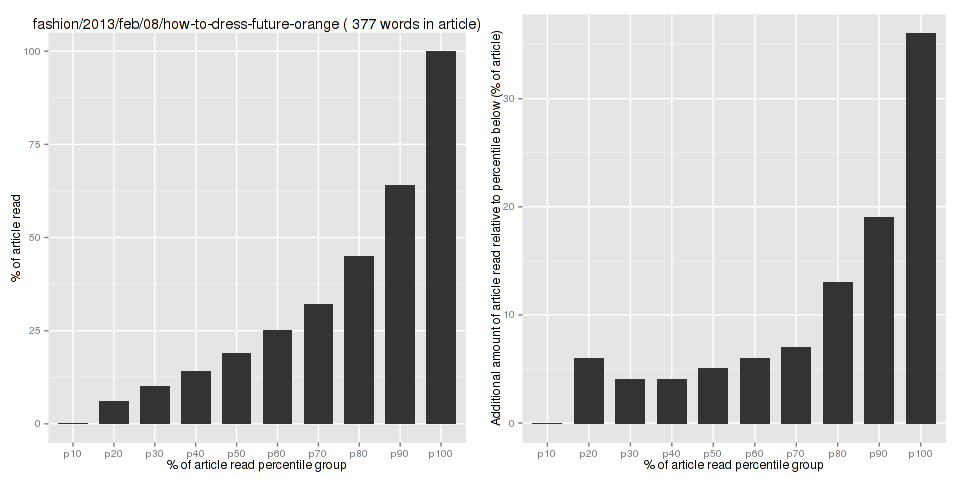 fashion/2013/feb/08/how-to-dress-future-orange ( 377 words in article)
% of article read
100
75
50
25
0
p10 p20 p30 p40 p50 p60 p70 p80 p90 p100
% of article read percentile group
Additional amount of article read relative to percentile below (% of article)
30
20
10
0
p10 p20 p30 p40 p50 p60 p70 p80 p90 p100
% of article read percentile group